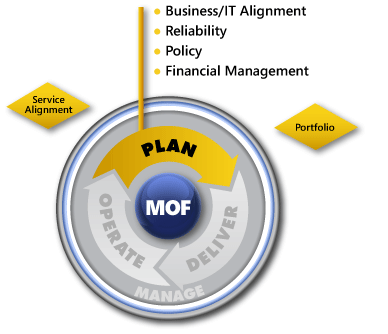 Business/IT Alignment
Reliability
Policy
Financial Management
Service
Alignment
Portfolio
PLAN
OPERATE
MOF
DELIVER
MANAGE